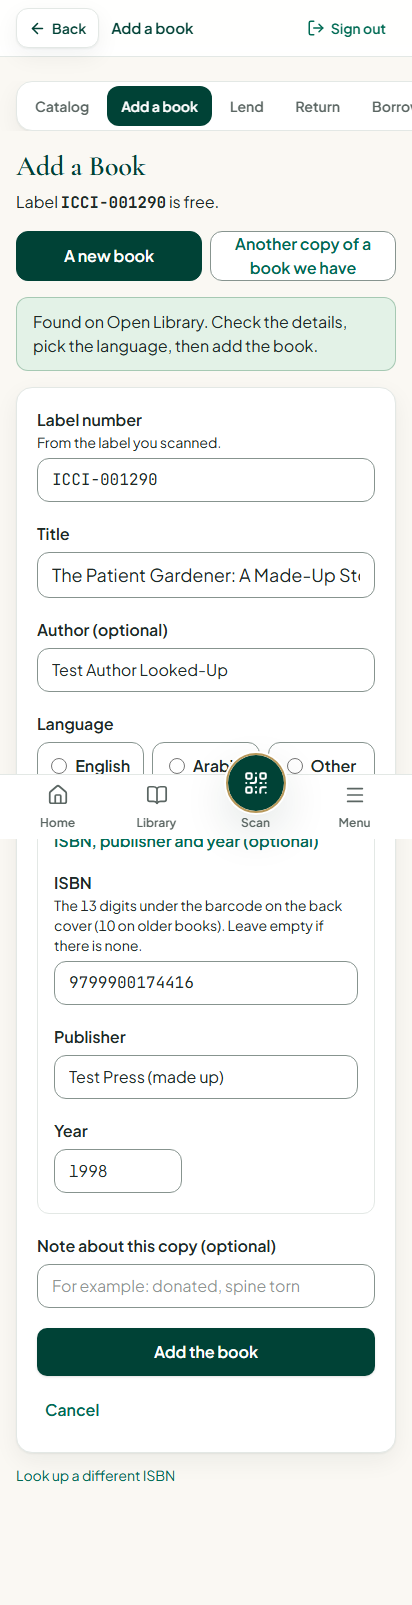 Back
Add a book
Sign out
Catalog
Add a book
Lend
Return
Add a Book
Label ICCI-001290 is free.
A new book
Another copy of a
book we have
Found on Open Library. Check the details,
pick the language, then add the book.
Label number
From the label you scanned.
ICCI-001290
Title
The Patient Gardener: A Made-Up
Author (optional)
Test Author Looked-Up
Language
English
Other
Home
Library
Scan
Menu
ISBN, publisher and year (optional)
ISBN
The 13 digits under the barcode on the back
cover (10 on older books). Leave empty if
there is none.
9799900174416
Publisher
Test Press (made up)
Year
1998
Note about this copy (optional)
For example: donated, spine torn
Add the book
Cancel
Look up a different ISBN